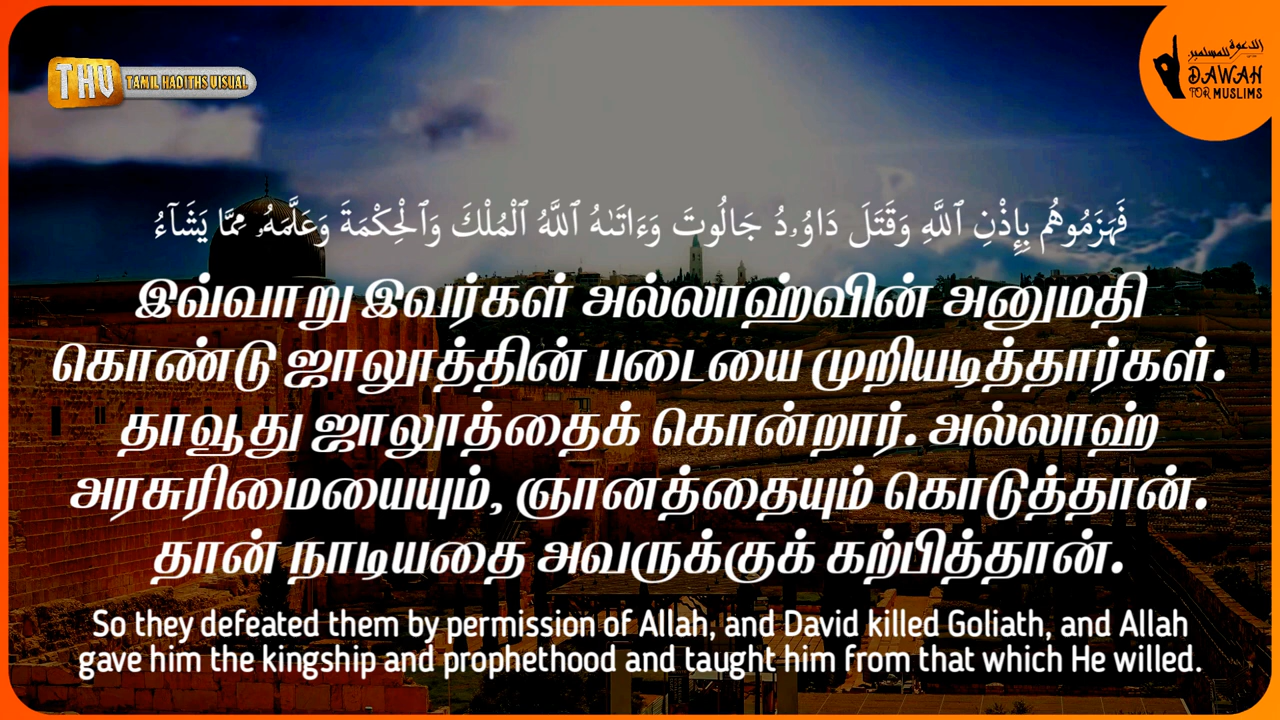 THV TAMIL HADITHS VISUAL
الدعوة للمسلمين
DAWAH
FOR MUSLIMS
فَهَزَمُوهُم بِإِذْنِ ٱللَّهِ وَقَتَلَ دَاوُۥدُ جَالُوتَ وَءَاتَىٰهُ ٱللَّهُ ٱلْمُلْكَ وَٱلْحِكْمَةَ وَعَلَّمَهُۥ مِمَّا يَشَآءُ
இவ்வாறு இவர்கள் அல்லாஹ்வின் அனுமதி
கொண்டு ஜாலூத்தின் படையை முறியடித்தார்கள்.
தாவூது ஜாலூத்தைக் கொன்றார். அல்லாஹ்
அரசுரிமையையும், ஞானத்தையும் கொடுத்தான்.
தான் நாடியதை அவருக்குக் கற்பித்தான்.
So they defeated them by permission of Allah, and David killed Goliath, and Allah
gave him the kingship and prophethood and taught him from that which He willed.